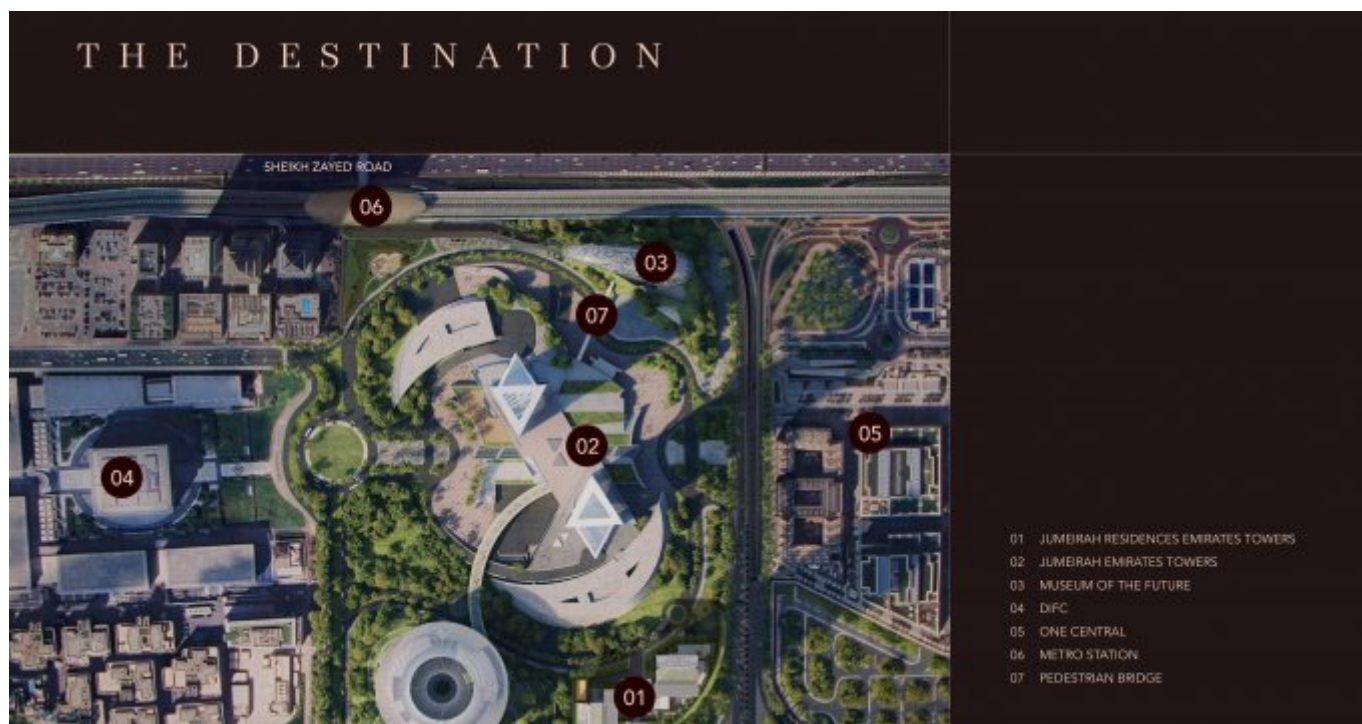 THE DESTINATION
SHEIKH ZAYED ROAD
06
03
07
05
02
04
01
01 JUMEIRAH RESIDENCES EMIRATES TOWERS
02 JUMEIRAH EMIRATES TOWERS
03 MUSEUM OF THE FUTURE
04 DIFC
05 ONE CENTRAL
06 METRO STATION
07 PEDESTRIAN BRIDGE